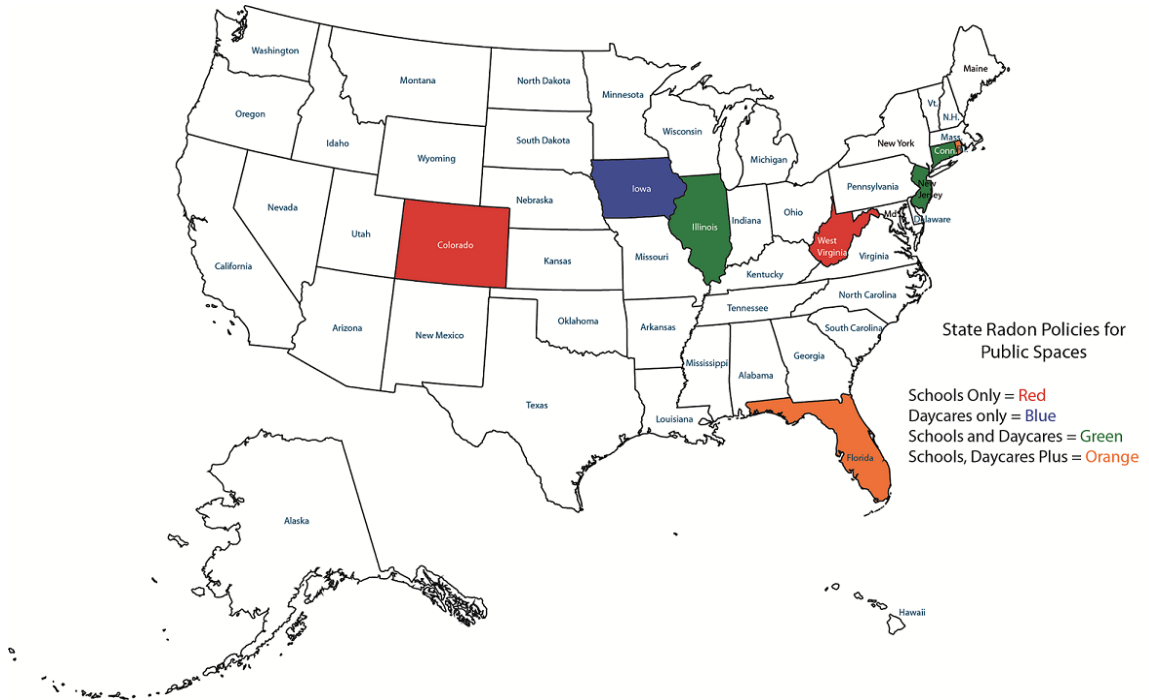 Washington
Montana
North Dakota
Minnesota
Maine
Oregon
Idaho
Wyoming
South Dakota
Wisconsin
Michigan
New York
Vt.
N.H.
Mass.
Conn.
Nevada
Utah
Colorado
Nebraska
Iowa
Illinois
Indiana
Ohio
Pennsylvania
New
Jersey
Md.
Delaware
California
Kansas
Missouri
Kentucky
West
Virginia
Virginia
Arizona
New Mexico
Oklahoma
Arkansas
Tennessee
North Carolina
South Carolina
Texas
Louisiana
Mississippi
Alabama
Georgia
Florida
Alaska
Hawaii
State Radon Policies for
Public Spaces
Schools Only = Red
Daycares only = Blue
Schools and Daycares = Green
Schools, Daycares Plus = Orange